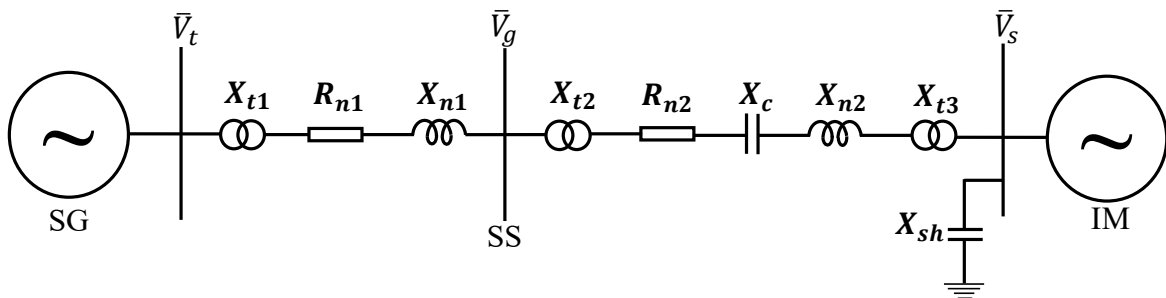 V̄t V̄g V̄s
Xt1 Rn1 Xn1 Xt2 Rn2 Xc Xn2 Xt3
~ ~
SG SS Xsh IM